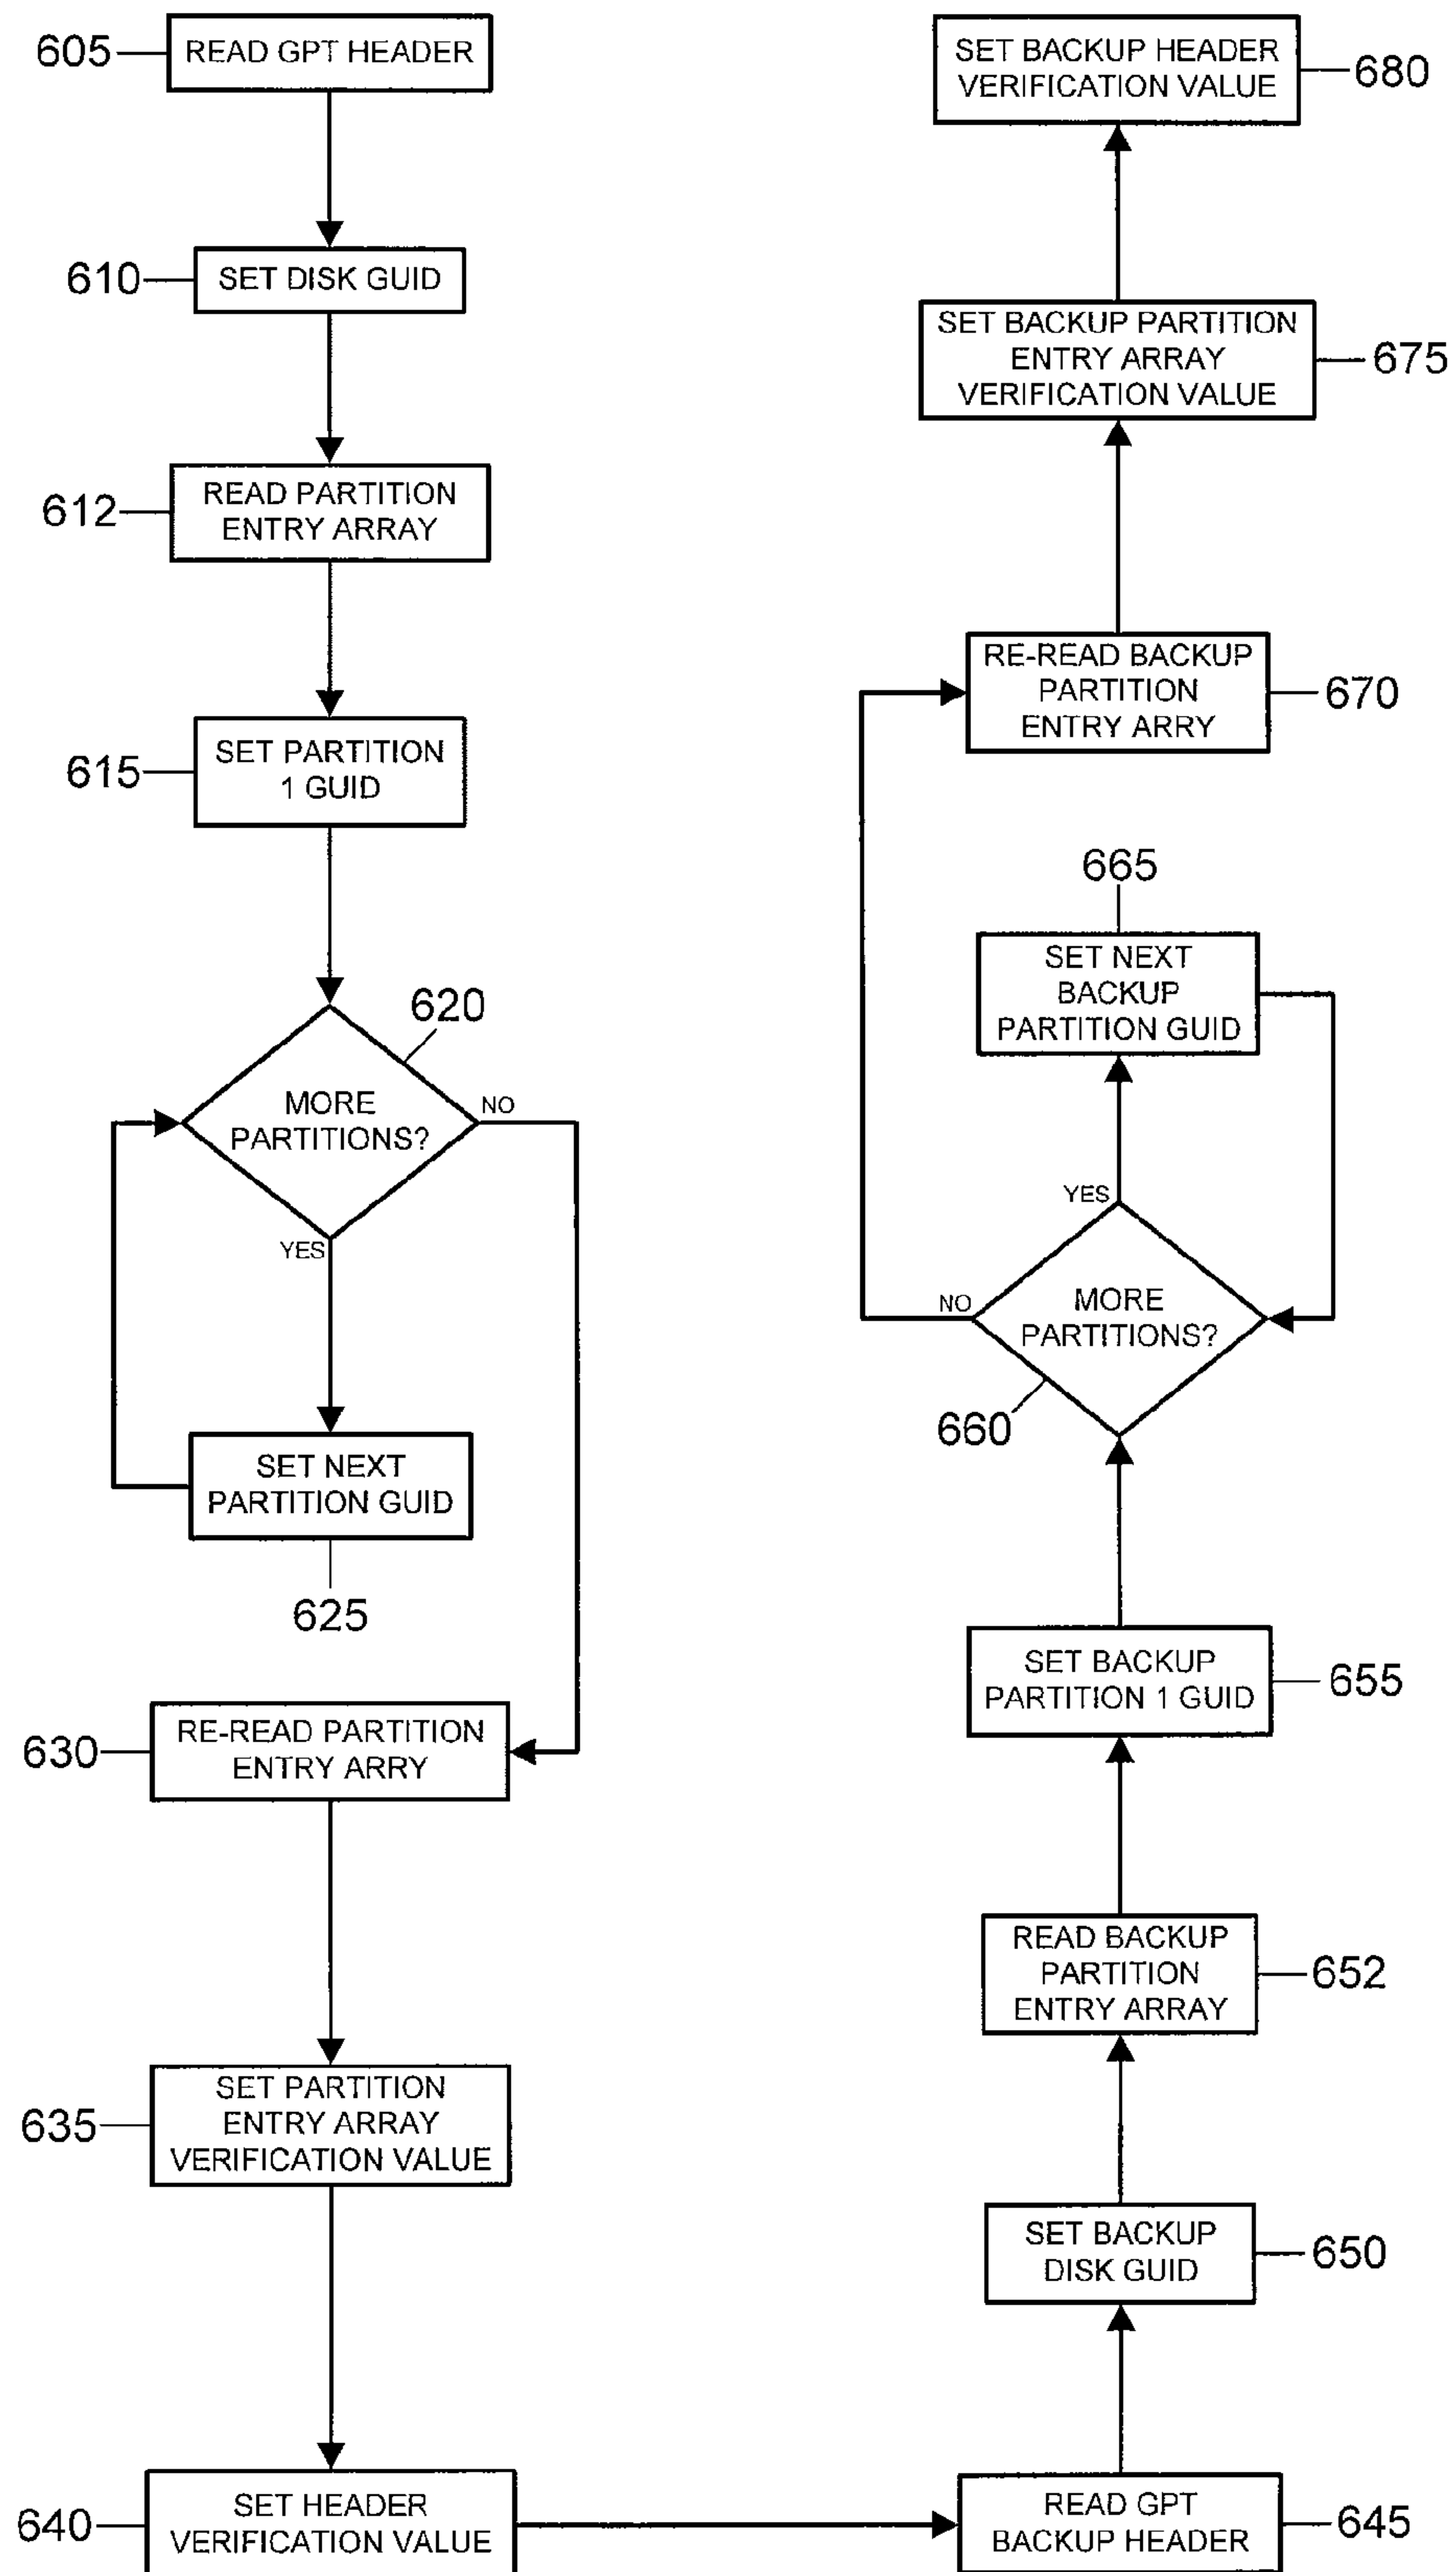 605
READ GPT HEADER
610
SET DISK GUID
612
READ PARTITION
ENTRY ARRAY
615
SET PARTITION
1 GUID
620
MORE
PARTITIONS?
NO
YES
SET NEXT
PARTITION GUID
625
630
RE-READ PARTITION
ENTRY ARRY
635
SET PARTITION
ENTRY ARRAY
VERIFICATION VALUE
640
SET HEADER
VERIFICATION VALUE
READ GPT
BACKUP HEADER
645
SET BACKUP
DISK GUID
650
READ BACKUP
PARTITION
ENTRY ARRAY
652
SET BACKUP
PARTITION 1 GUID
655
660
MORE
PARTITIONS?
NO
YES
665
SET NEXT
BACKUP
PARTITION GUID
RE-READ BACKUP
PARTITION
ENTRY ARRY
670
SET BACKUP PARTITION
ENTRY ARRAY
VERIFICATION VALUE
675
SET BACKUP HEADER
VERIFICATION VALUE
680